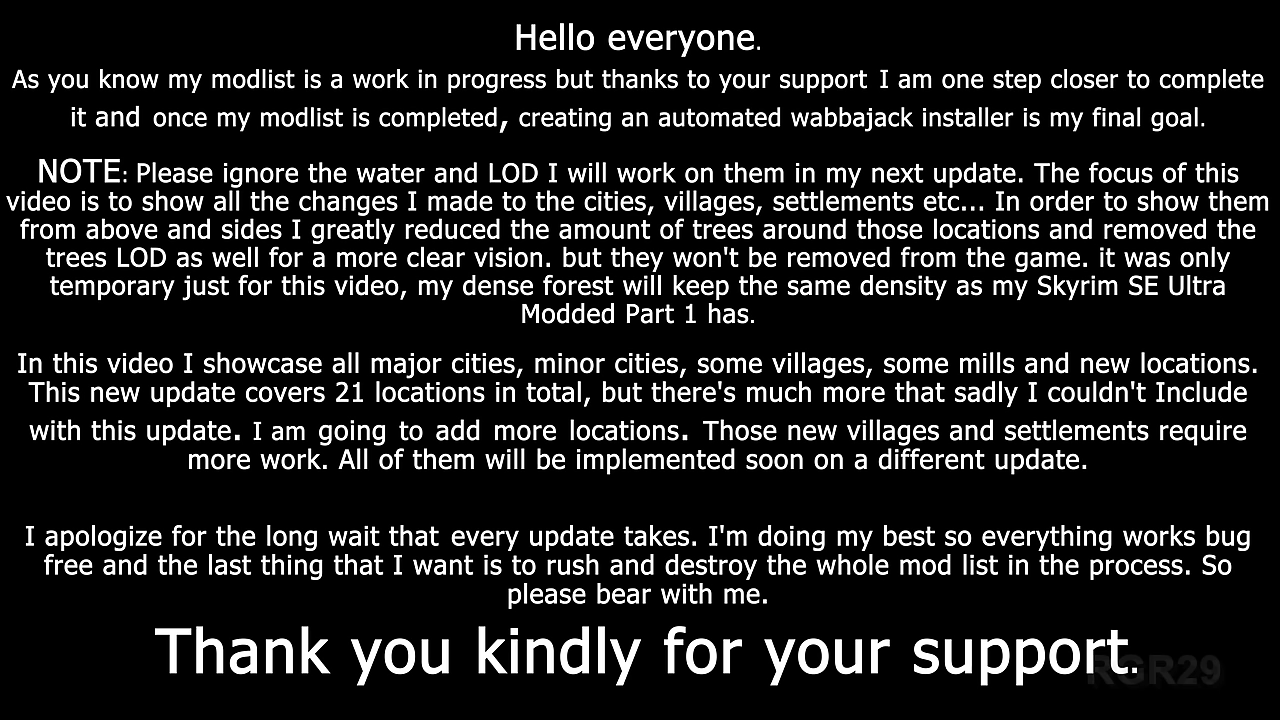 Hello everyone.
As you know my modlist is a work in progress but thanks to your support I am one step closer to complete
it and once my modlist is completed, creating an automated wabbajack installer is my final goal.
NOTE: Please ignore the water and LOD I will work on them in my next update. The focus of this
video is to show all the changes I made to the cities, villages, settlements etc... In order to show them
from above and sides I greatly reduced the amount of trees around those locations and removed the
trees LOD as well for a more clear vision. but they won't be removed from the game. it was only
temporary just for this video, my dense forest will keep the same density as my Skyrim SE Ultra
Modded Part 1 has.
In this video I showcase all major cities, minor cities, some villages, some mills and new locations.
This new update covers 21 locations in total, but there's much more that sadly I couldn't Include
with this update. I am going to add more locations. Those new villages and settlements require
more work. All of them will be implemented soon on a different update.
I apologize for the long wait that every update takes. I'm doing my best so everything works bug
free and the last thing that I want is to rush and destroy the whole mod list in the process. So
please bear with me.
Thank you kindly for your support.
RGR29